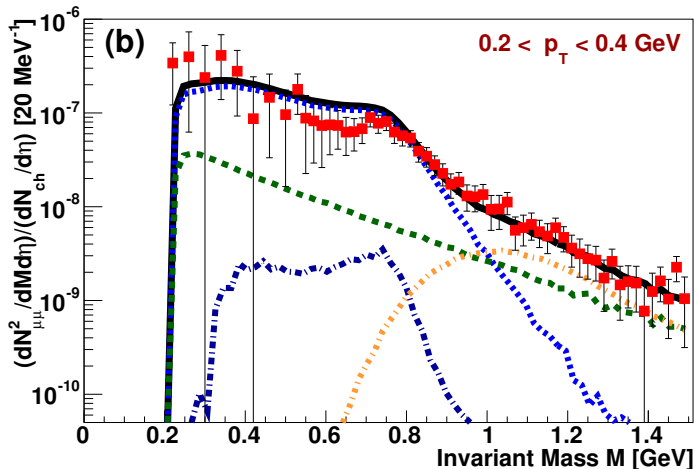 (b)
0.2 < p_T < 0.4 GeV
(dN²_μμ/dMdη)/(dN_ch/dη) [20 MeV⁻¹]
10⁻⁶
10⁻⁷
10⁻⁸
10⁻⁹
10⁻¹⁰
0 0.2 0.4 0.6 0.8 1 1.2 1.4
Invariant Mass M [GeV]